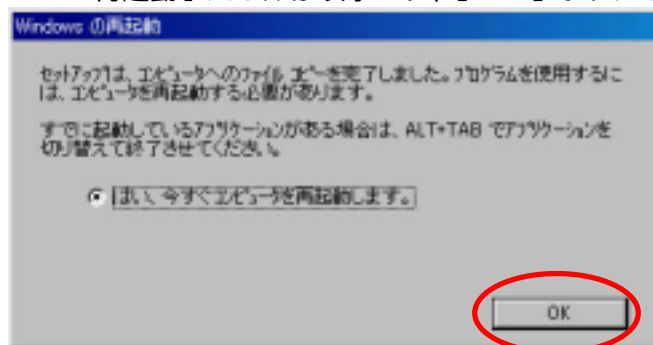 Windows の再起動
セットアップは、コンピュータへのファイル コピーを完了しました。プログラムを使用するに
は、コンピュータを再起動する必要があります。
すでに起動しているアプリケーションがある場合は、ALT+TAB でアプリケーションを
切り替えて終了させてください。
はい、今すぐコンピュータを再起動します。
OK